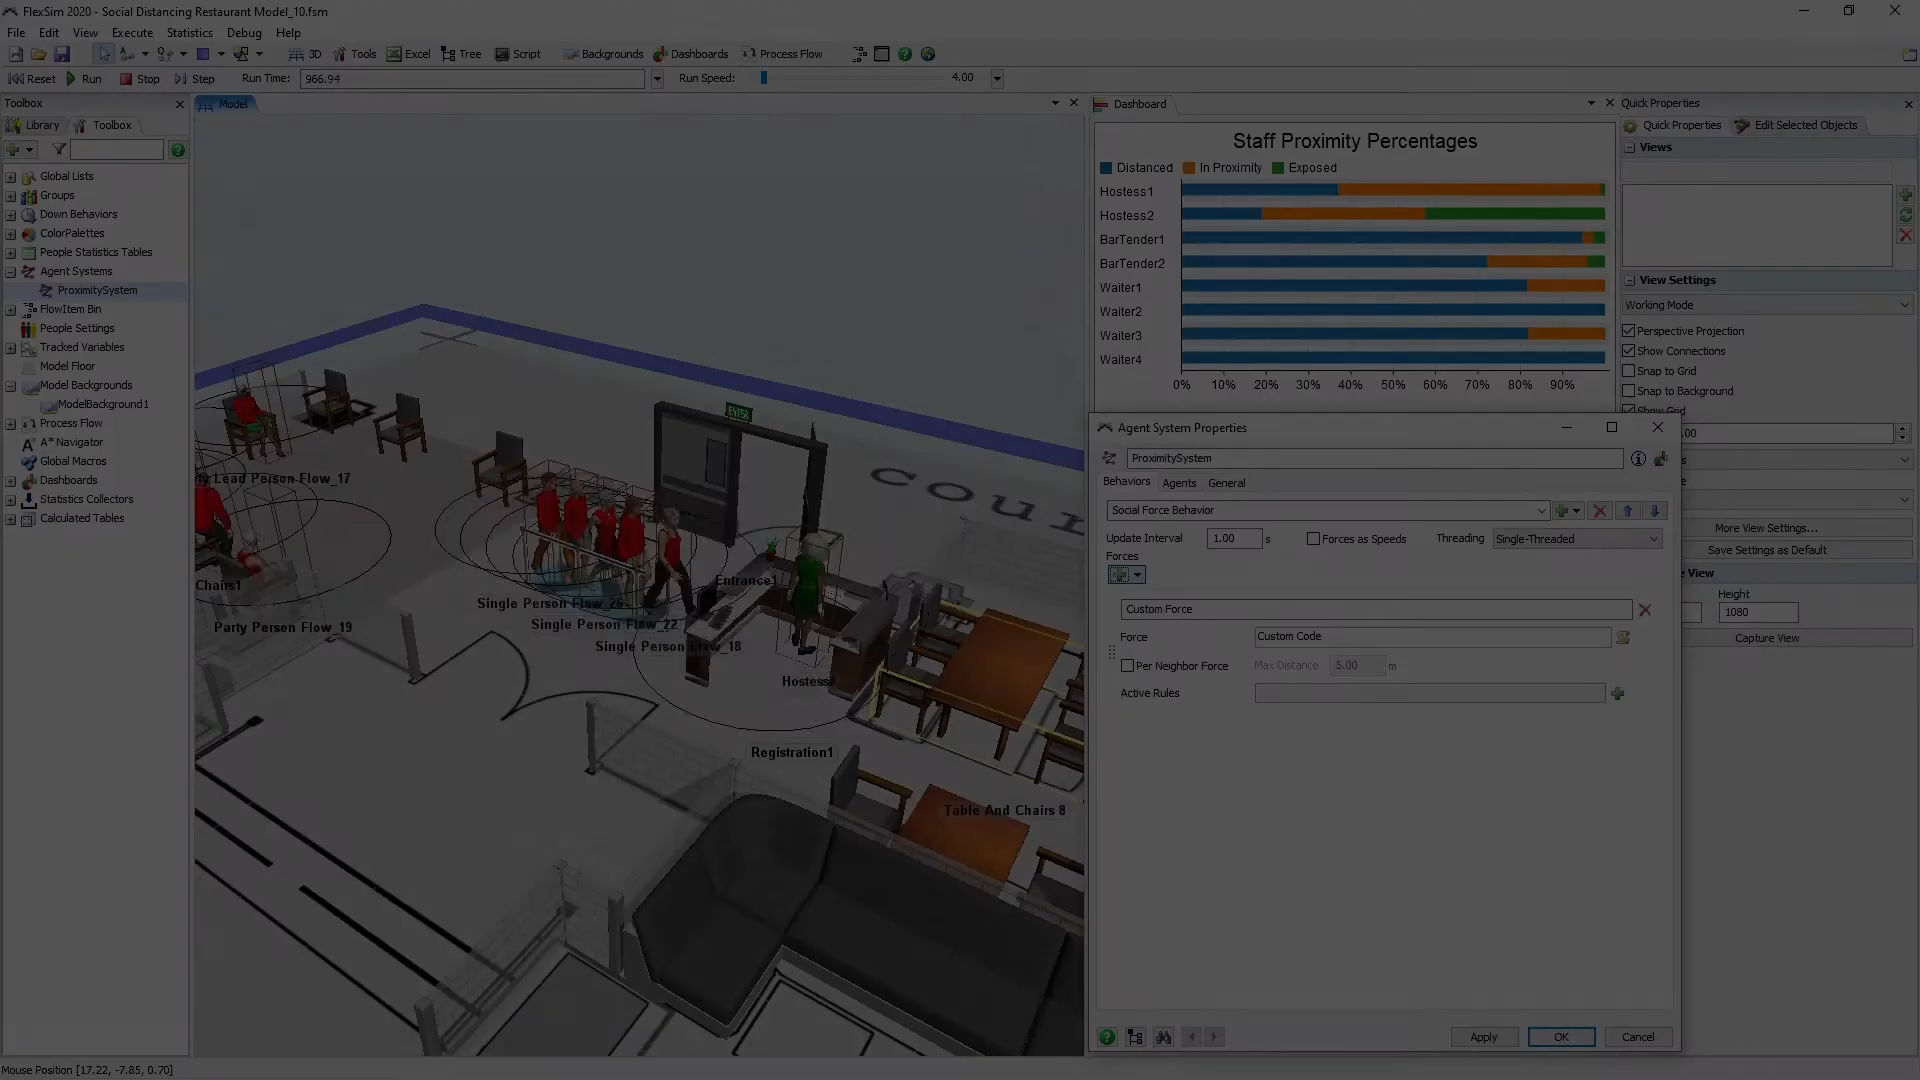 FlexSim 2020 - Social Distancing Restaurant Model_10.fsm
File Edit View Execute Statistics Debug Help
3D Tools Excel Tree Script Backgrounds Dashboards Process Flow
Reset Run Stop Step Run Time: 966.94 Run Speed: 4.00
Toolbox
Library Toolbox
Global Lists
Groups
Down Behaviors
ColorPalettes
People Statistics Tables
Agent Systems
ProximitySystem
FlowItem Bin
People Settings
Tracked Variables
Model Floor
Model Backgrounds
ModelBackground1
Process Flow
A* Navigator
Global Macros
Dashboards
Statistics Collectors
Calculated Tables
Model
ENTER
cour
Lead Person Flow_17
Chairs1
Party Person Flow_19
Entrance1
Single Person Flow_26
Single Person Flow_22
Single Person Flow_18
Registration1
Table And Chairs 8
Dashboard
Staff Proximity Percentages
Distanced In Proximity Exposed
Hostess1
Hostess2
BarTender1
BarTender2
Waiter1
Waiter2
Waiter3
Waiter4
0% 10% 20% 30% 40% 50% 60% 70% 80% 90%
Agent System Properties
ProximitySystem
Behaviors Agents General
Social Force Behavior
Update Interval 1.00 s Forces as Speeds Threading Single-Threaded
Forces
Custom Force
Force Custom Code
Per Neighbor Force Max Distance 5.00 m
Active Rules
Apply OK Cancel
Quick Properties
Quick Properties Edit Selected Objects
Views
View Settings
Working Mode
Perspective Projection
Show Connections
Snap to Grid
Snap to Background
Show Grid
.00
More View Settings...
Save Settings as Default
View
Height
1080
Capture View
Mouse Position [17.22, -7.85, 0.70]